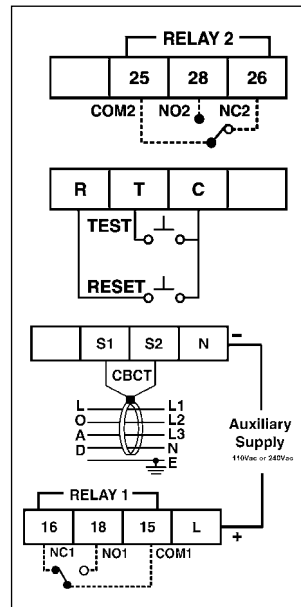 RELAY 2
25 28 26
COM2 NO2 NC2
R T C
TEST
RESET
S1 S2 N -
CBCT
L L1
O L2
A L3
D N
E
Auxiliary
Supply
110Vac or 240Vac
RELAY 1
16 18 15 L
+
NC1 NO1 COM1